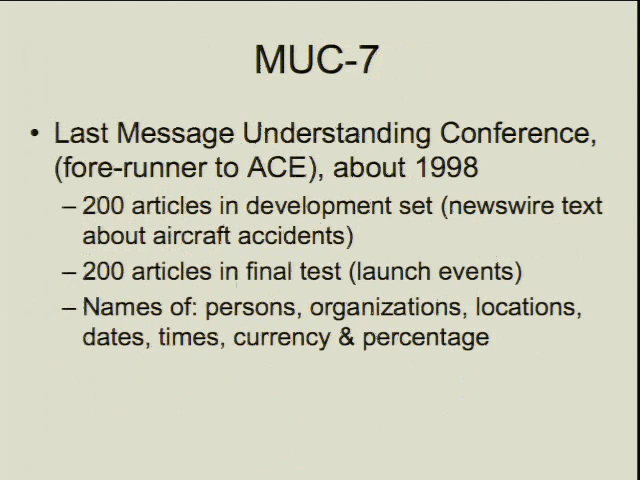 MUC-7
• Last Message Understanding Conference,
(fore-runner to ACE), about 1998
– 200 articles in development set (newswire text
about aircraft accidents)
– 200 articles in final test (launch events)
– Names of: persons, organizations, locations,
dates, times, currency & percentage